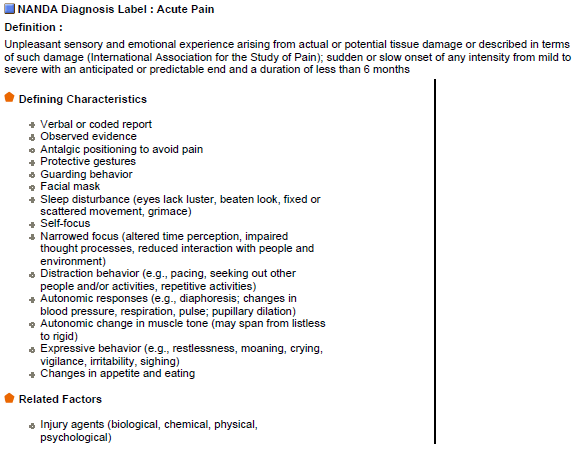 NANDA Diagnosis Label : Acute Pain
Definition :
Unpleasant sensory and emotional experience arising from actual or potential tissue damage or described in terms
of such damage (International Association for the Study of Pain); sudden or slow onset of any intensity from mild to
severe with an anticipated or predictable end and a duration of less than 6 months
Defining Characteristics
Verbal or coded report
Observed evidence
Antalgic positioning to avoid pain
Protective gestures
Guarding behavior
Facial mask
Sleep disturbance (eyes lack luster, beaten look, fixed or
scattered movement, grimace)
Self-focus
Narrowed focus (altered time perception, impaired
thought processes, reduced interaction with people and
environment)
Distraction behavior (e.g., pacing, seeking out other
people and/or activities, repetitive activities)
Autonomic responses (e.g., diaphoresis; changes in
blood pressure, respiration, pulse; pupillary dilation)
Autonomic change in muscle tone (may span from listless
to rigid)
Expressive behavior (e.g., restlessness, moaning, crying,
vigilance, irritability, sighing)
Changes in appetite and eating
Related Factors
Injury agents (biological, chemical, physical,
psychological)